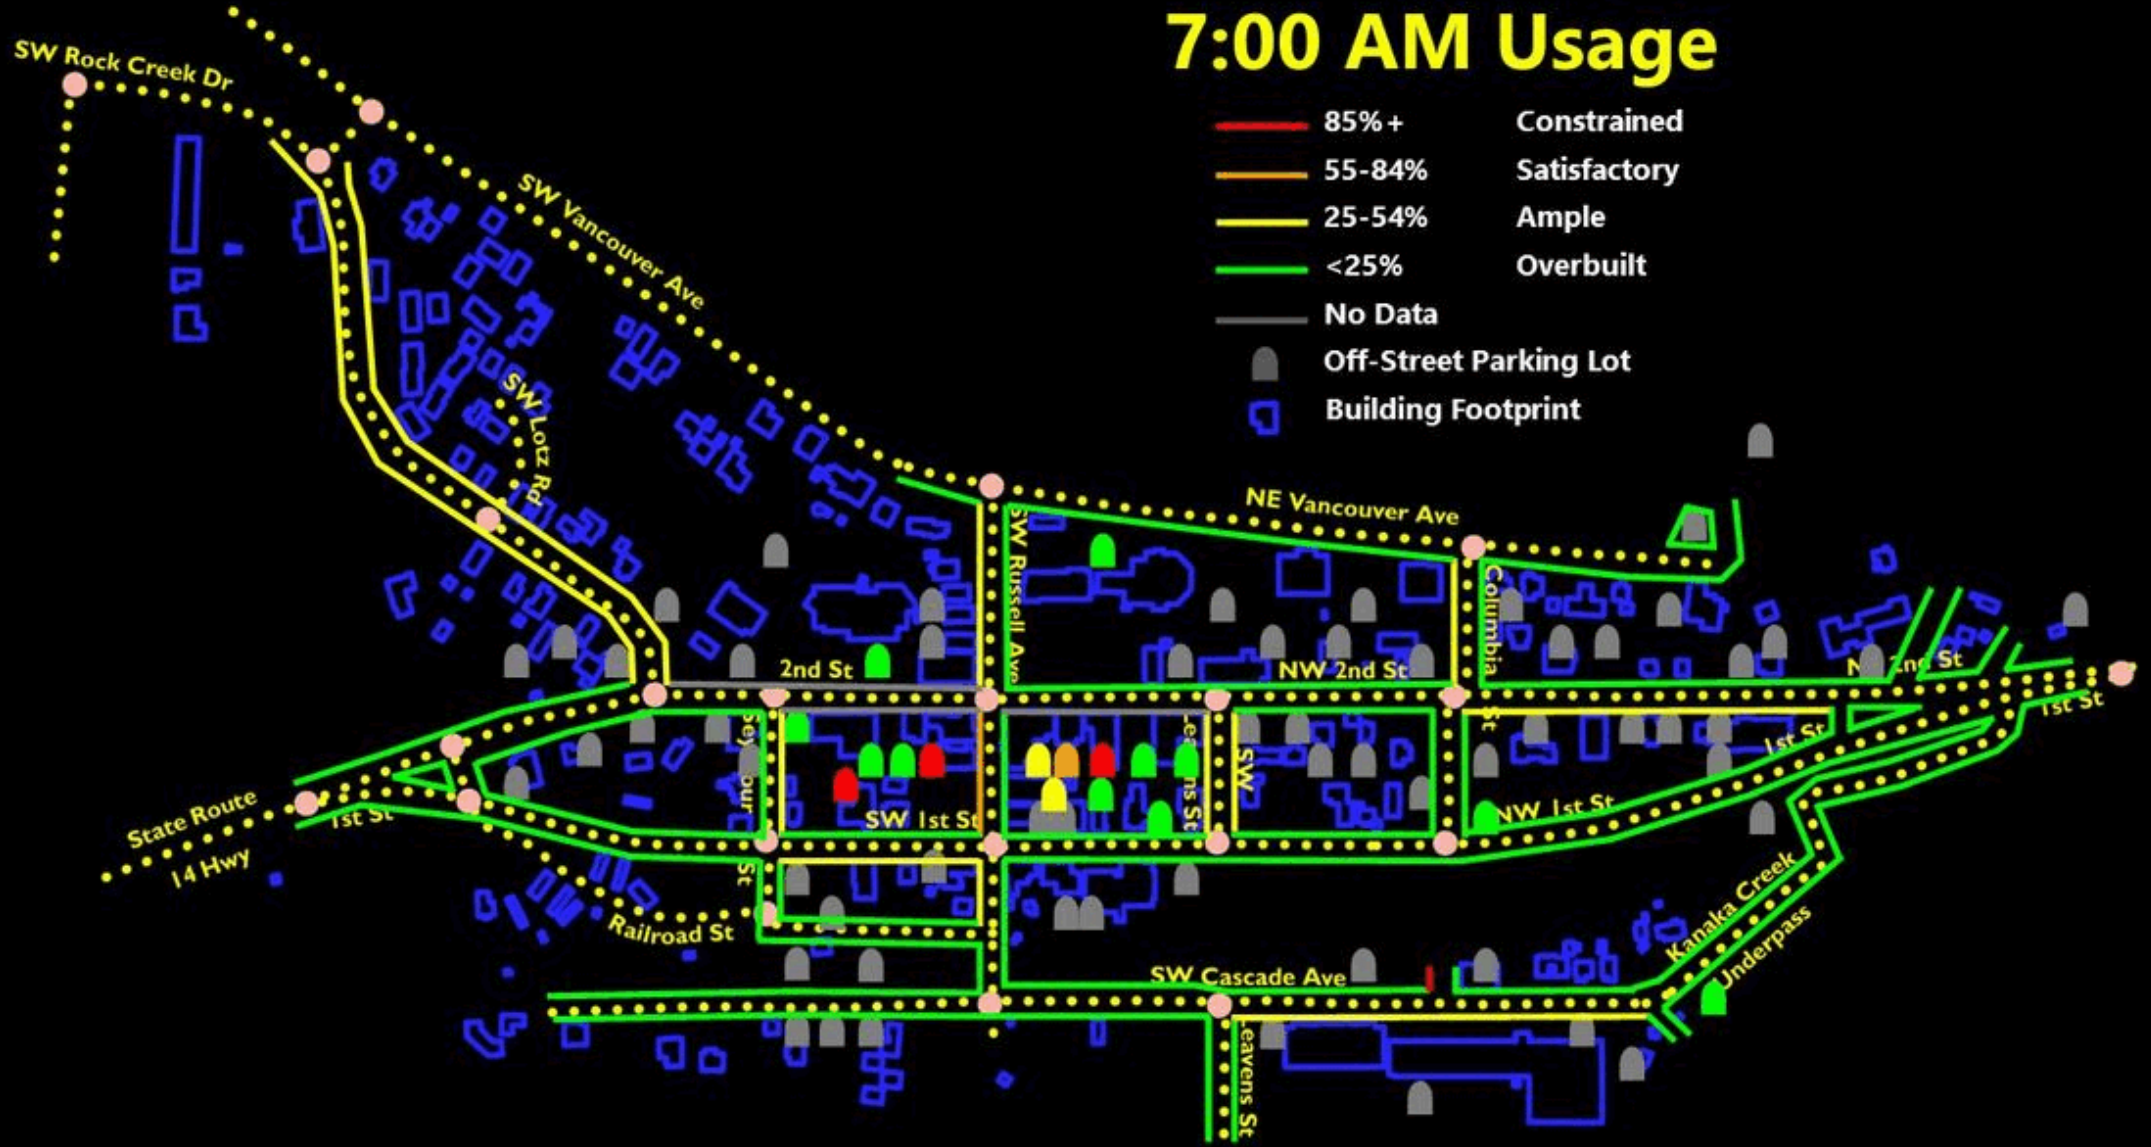 7:00 AM Usage
85%+ Constrained
55-84% Satisfactory
25-54% Ample
<25% Overbuilt
No Data
Off-Street Parking Lot
Building Footprint
SW Rock Creek Dr
SW Vancouver Ave
SW Lotz Rd
NE Vancouver Ave
SW Russell Ave
Columbia St
2nd St
NW 2nd St
2nd St
1st St
1st St
State Route
14 Hwy
1st St
SW 1st St
SW
NW 1st St
St
Railroad St
SW Cascade Ave
Kanaka Creek
Underpass
eavens St